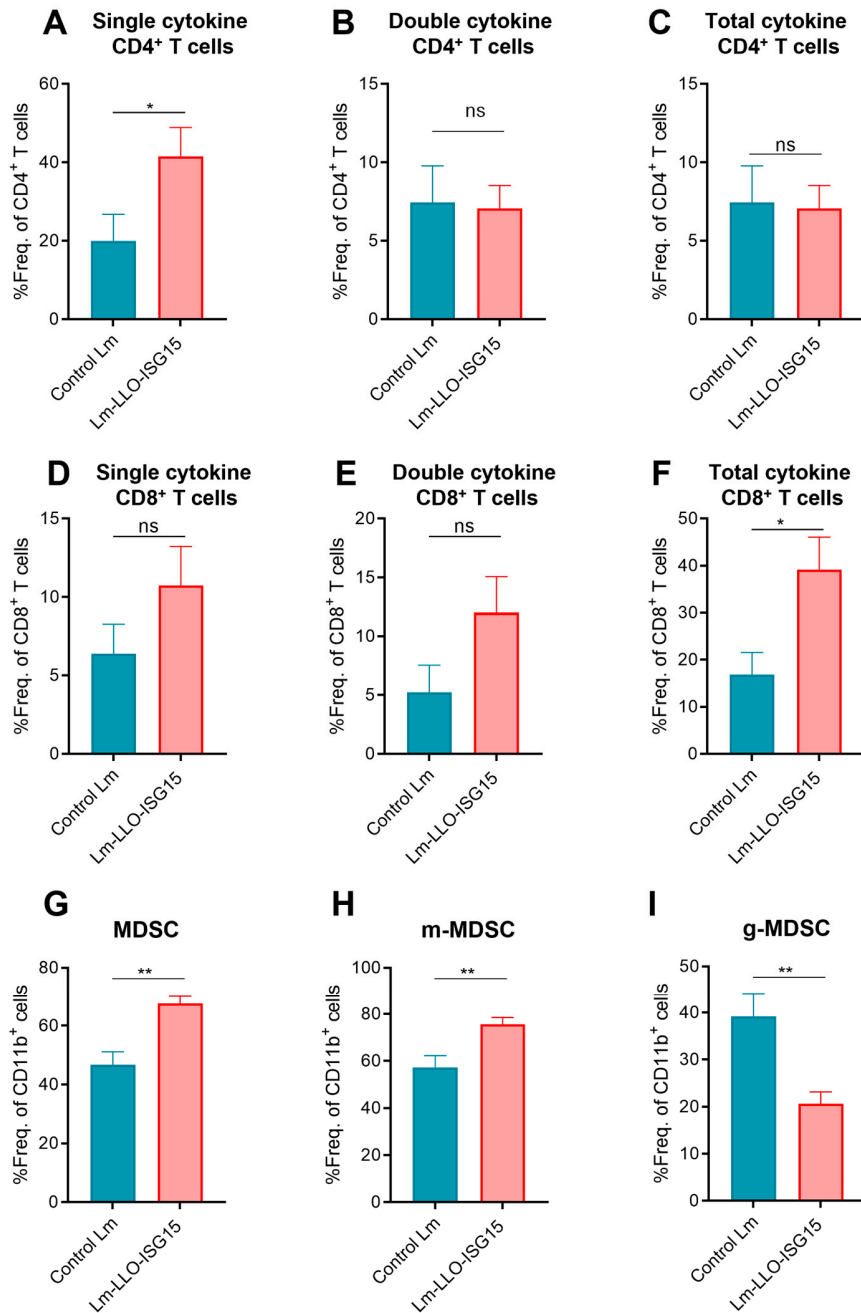 A
Single cytokine
CD4⁺ T cells
%Freq. of CD4⁺ T cells
60
40
20
0
*
Control Lm
Lm-LLO-ISG15
B
Double cytokine
CD4⁺ T cells
%Freq. of CD4⁺ T cells
15
10
5
0
ns
Control Lm
Lm-LLO-ISG15
C
Total cytokine
CD4⁺ T cells
%Freq. of CD4⁺ T cells
15
10
5
0
ns
Control Lm
Lm-LLO-ISG15
D
Single cytokine
CD8⁺ T cells
%Freq. of CD8⁺ T cells
15
10
5
0
ns
Control Lm
Lm-LLO-ISG15
E
Double cytokine
CD8⁺ T cells
%Freq. of CD8⁺ T cells
20
15
10
5
0
ns
Control Lm
Lm-LLO-ISG15
F
Total cytokine
CD8⁺ T cells
%Freq. of CD8⁺ T cells
50
40
30
20
10
0
*
Control Lm
Lm-LLO-ISG15
G
MDSC
%Freq. of CD11b⁺ cells
80
60
40
20
0
**
Control Lm
Lm-LLO-ISG15
H
m-MDSC
%Freq. of CD11b⁺ cells
100
80
60
40
20
0
**
Control Lm
Lm-LLO-ISG15
I
g-MDSC
%Freq. of CD11b⁺ cells
50
40
30
20
10
0
**
Control Lm
Lm-LLO-ISG15